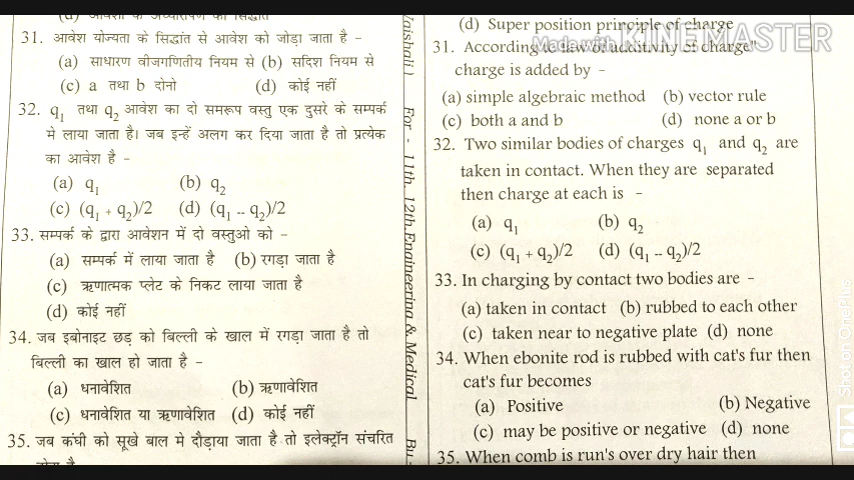 31. आवेश योज्यता के सिद्धांत से आवेश को जोड़ा जाता है -
(a) साधारण वीजगणितीय नियम से (b) सदिश नियम से
(c) a तथा b दोनो (d) कोई नहीं
32. q1 तथा q2 आवेश का दो समरूप वस्तु एक दुसरे के सम्पर्क
मे लाया जाता है। जब इन्हें अलग कर दिया जाता है तो प्रत्येक
का आवेश है -
(a) q1 (b) q2
(c) (q1 + q2)/2 (d) (q1 -- q2)/2
33. सम्पर्क के द्वारा आवेशन में दो वस्तुओ को -
(a) सम्पर्क में लाया जाता है (b) रगड़ा जाता है
(c) ऋणात्मक प्लेट के निकट लाया जाता है
(d) कोई नहीं
34. जब इबोनाइट छड़ को बिल्ली के खाल में रगड़ा जाता है तो
बिल्ली का खाल हो जाता है -
(a) धनावेशित (b) ऋणावेशित
(c) धनावेशित या ऋणावेशित (d) कोई नहीं
35. जब कंघी को सूखे बाल मे दौड़ाया जाता है तो इलेक्ट्रॉन संचरित
Vaishali) For - 11th, 12th,Engineering & Medical
(d) Super position principle of charge
31. According to law of additivity of charge"
charge is added by -
(a) simple algebraic method (b) vector rule
(c) both a and b (d) none a or b
32. Two similar bodies of charges q1 and q2 are
taken in contact. When they are separated
then charge at each is -
(a) q1 (b) q2
(c) (q1 + q2)/2 (d) (q1 -- q2)/2
33. In charging by contact two bodies are -
(a) taken in contact (b) rubbed to each other
(c) taken near to negative plate (d) none
34. When ebonite rod is rubbed with cat's fur then
cat's fur becomes
(a) Positive (b) Negative
(c) may be positive or negative (d) none
35. When comb is run's over dry hair then
Made with KINEMASTER
Shot on OnePlus